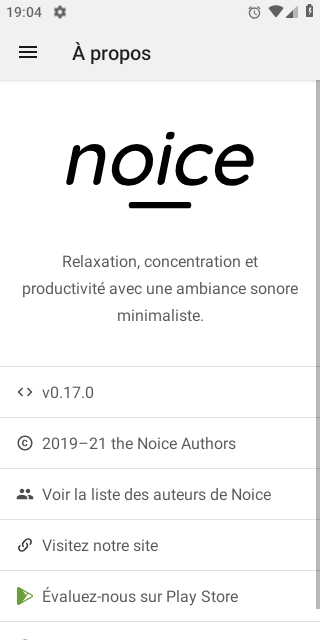 19:04
À propos
noice
Relaxation, concentration et
productivité avec une ambiance sonore
minimaliste.
v0.17.0
2019–21 the Noice Authors
Voir la liste des auteurs de Noice
Visitez notre site
Évaluez-nous sur Play Store